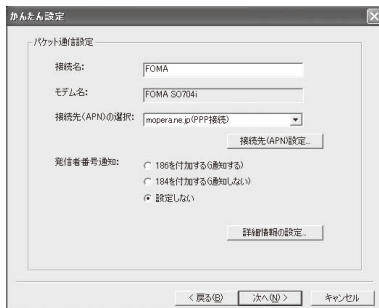 かんたん設定
パケット通信設定
接続名: FOMA
モデム名: FOMA SO704i
接続先(APN)の選択: mopera.ne.jp(PPP接続)
接続先(APN)設定...
発信者番号通知: 186を付加する(通知する)
184を付加する(通知しない)
設定しない
詳細情報の設定...
< 戻る(B) 次へ(N) > キャンセル